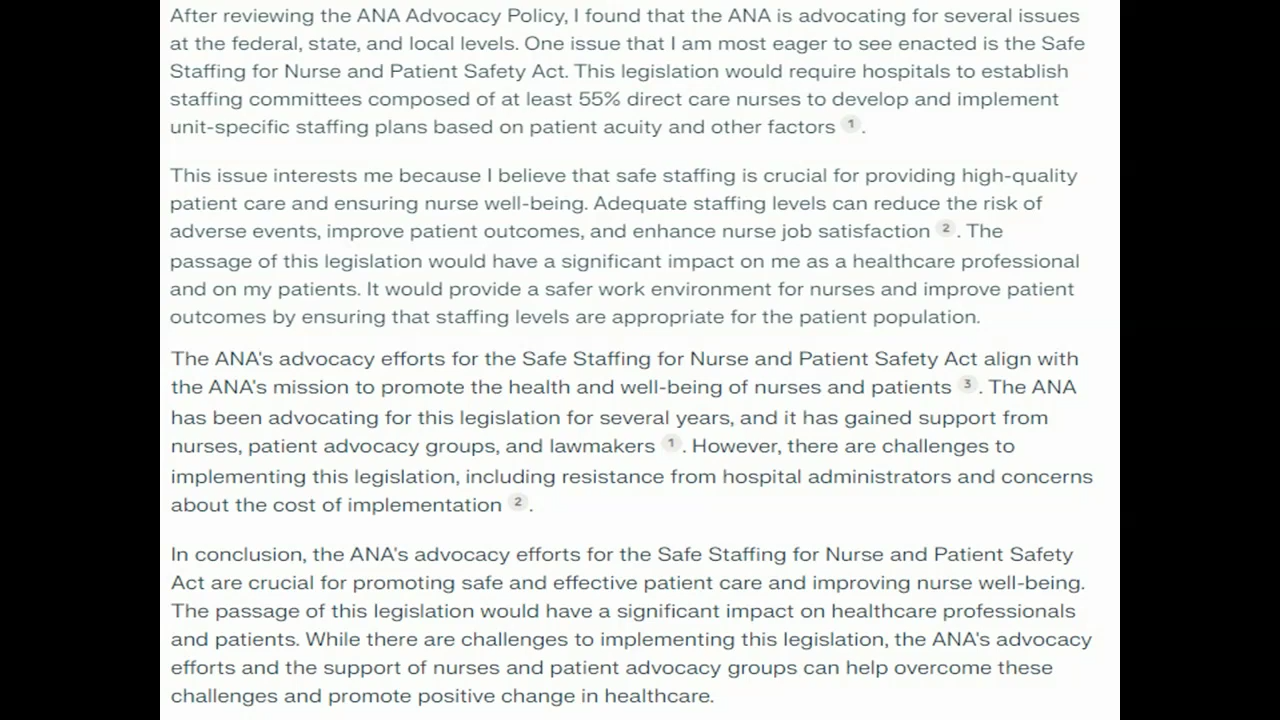 After reviewing the ANA Advocacy Policy, I found that the ANA is advocating for several issues
at the federal, state, and local levels. One issue that I am most eager to see enacted is the Safe
Staffing for Nurse and Patient Safety Act. This legislation would require hospitals to establish
staffing committees composed of at least 55% direct care nurses to develop and implement
unit-specific staffing plans based on patient acuity and other factors 1.
This issue interests me because I believe that safe staffing is crucial for providing high-quality
patient care and ensuring nurse well-being. Adequate staffing levels can reduce the risk of
adverse events, improve patient outcomes, and enhance nurse job satisfaction 2. The
passage of this legislation would have a significant impact on me as a healthcare professional
and on my patients. It would provide a safer work environment for nurses and improve patient
outcomes by ensuring that staffing levels are appropriate for the patient population.
The ANA's advocacy efforts for the Safe Staffing for Nurse and Patient Safety Act align with
the ANA's mission to promote the health and well-being of nurses and patients 3. The ANA
has been advocating for this legislation for several years, and it has gained support from
nurses, patient advocacy groups, and lawmakers 1. However, there are challenges to
implementing this legislation, including resistance from hospital administrators and concerns
about the cost of implementation 2.
In conclusion, the ANA's advocacy efforts for the Safe Staffing for Nurse and Patient Safety
Act are crucial for promoting safe and effective patient care and improving nurse well-being.
The passage of this legislation would have a significant impact on healthcare professionals
and patients. While there are challenges to implementing this legislation, the ANA's advocacy
efforts and the support of nurses and patient advocacy groups can help overcome these
challenges and promote positive change in healthcare.